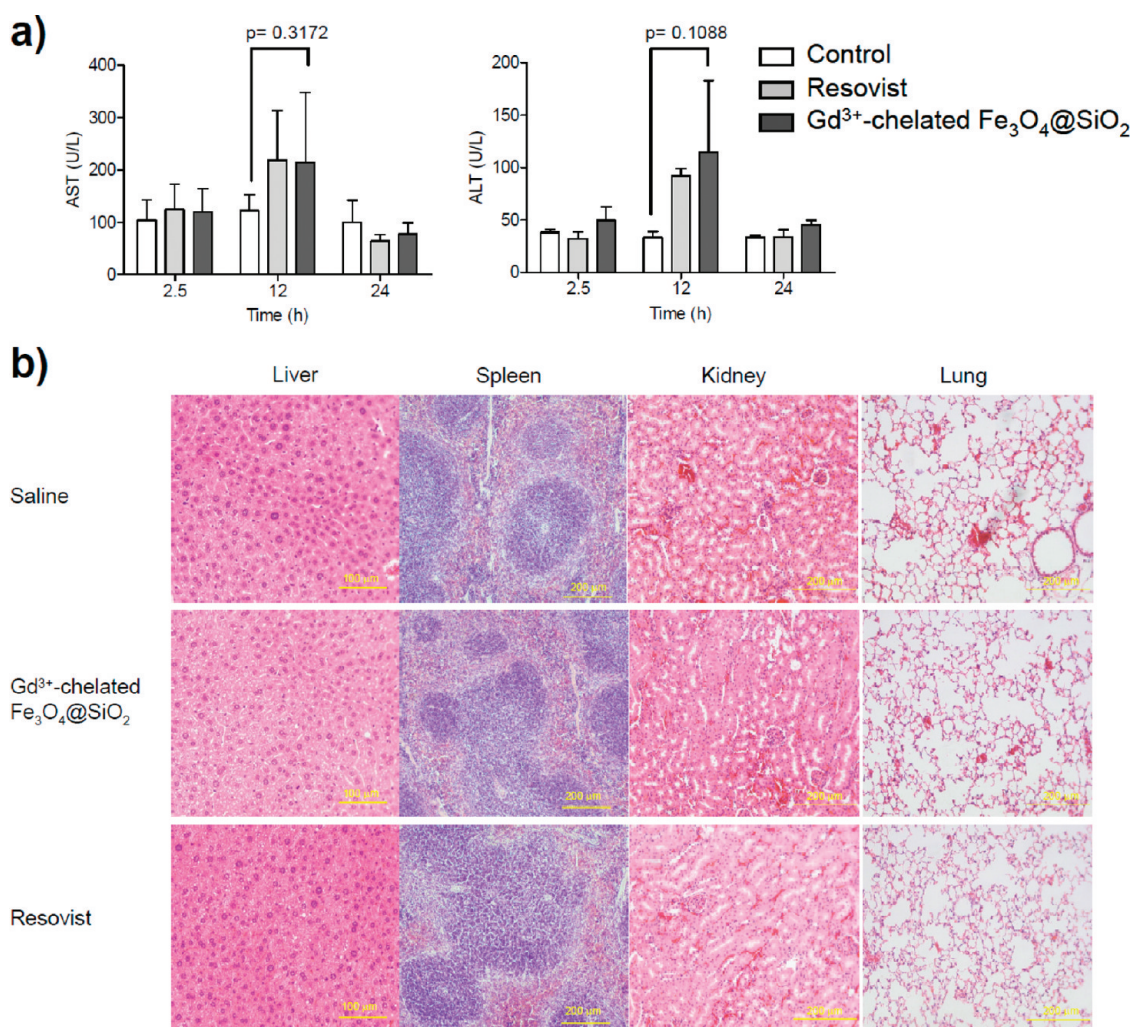 a)
p= 0.3172
400
300
200
100
0
AST (U/L)
2.5 12 24
Time (h)
p= 0.1088
200
150
100
50
0
ALT (U/L)
2.5 12 24
Time (h)
Control
Resovist
Gd³⁺-chelated Fe₃O₄@SiO₂
b)
Liver Spleen Kidney Lung
Saline
100 µm 200 µm 200 µm 200 µm
Gd³⁺-chelated
Fe₃O₄@SiO₂
100 µm 200 µm 200 µm 200 µm
Resovist
100 µm 200 µm 200 µm 200 µm